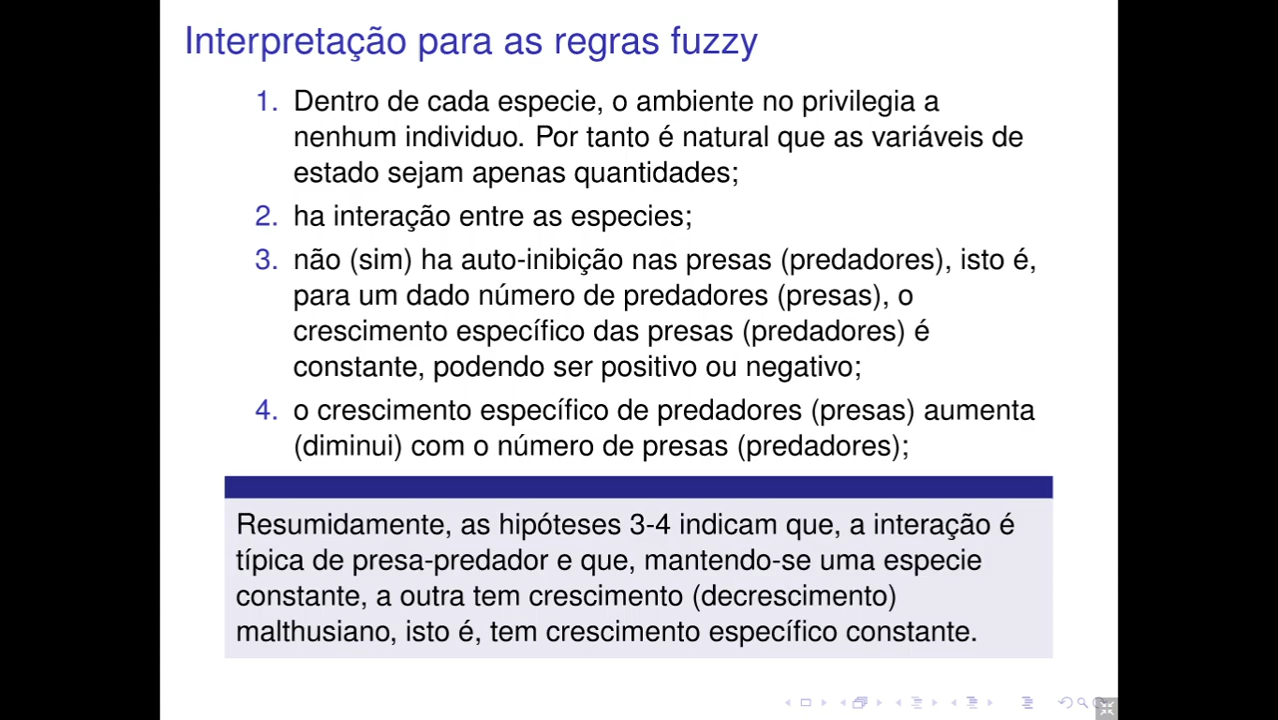 Interpretação para as regras fuzzy
1. Dentro de cada especie, o ambiente no privilegia a
nenhum individuo. Por tanto é natural que as variáveis de
estado sejam apenas quantidades;
2. ha interação entre as especies;
3. não (sim) ha auto-inibição nas presas (predadores), isto é,
para um dado número de predadores (presas), o
crescimento específico das presas (predadores) é
constante, podendo ser positivo ou negativo;
4. o crescimento específico de predadores (presas) aumenta
(diminui) com o número de presas (predadores);
Resumidamente, as hipóteses 3-4 indicam que, a interação é
típica de presa-predador e que, mantendo-se uma especie
constante, a outra tem crescimento (decrescimento)
malthusiano, isto é, tem crescimento específico constante.